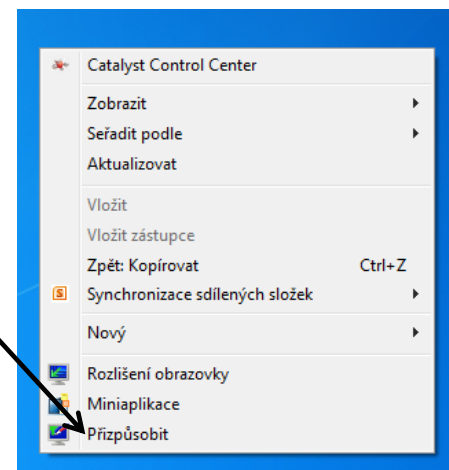 Catalyst Control Center
Zobrazit
Seřadit podle
Aktualizovat
Vložit
Vložit zástupce
Zpět: Kopírovat Ctrl+Z
S Synchronizace sdílených složek
Nový
Rozlišení obrazovky
Miniaplikace
Přizpůsobit